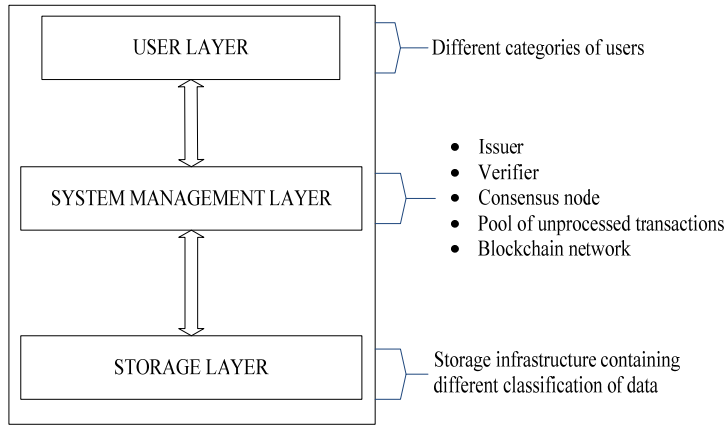 USER LAYER
Different categories of users
SYSTEM MANAGEMENT LAYER
• Issuer
• Verifier
• Consensus node
• Pool of unprocessed transactions
• Blockchain network
STORAGE LAYER
Storage infrastructure containing
different classification of data